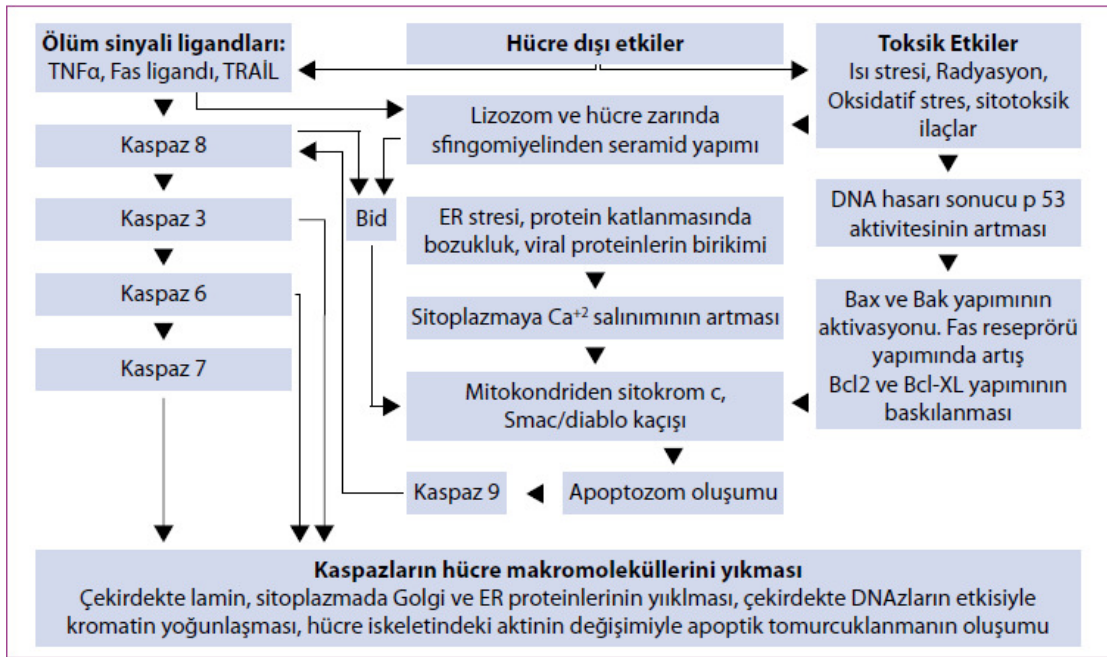 Ölüm sinyali ligandları:
TNFα, Fas ligandı, TRAİL
Hücre dışı etkiler
Toksik Etkiler
Isı stresi, Radyasyon,
Oksidatif stres, sitotoksik
ilaçlar
Lizozom ve hücre zarında
sfingomiyelinden seramid yapımı
Kaspaz 8
Kaspaz 3
Bid
ER stresi, protein katlanmasında
bozukluk, viral proteinlerin birikimi
DNA hasarı sonucu p 53
aktivitesinin artması
Kaspaz 6
Sitoplazmaya Ca⁺² salınımının artması
Bax ve Bak yapımının
aktivasyonu. Fas reseprörü
yapımında artış
Bcl2 ve Bcl-XL yapımının
baskılanması
Kaspaz 7
Mitokondriden sitokrom c,
Smac/diablo kaçışı
Kaspaz 9
Apoptozom oluşumu
Kaspazların hücre makromoleküllerini yıkması
Çekirdekte lamin, sitoplazmada Golgi ve ER proteinlerinin yıiklması, çekirdekte DNAzların etkisiyle
kromatin yoğunlaşması, hücre iskeletindeki aktinin değişimiyle apoptik tomurcuklanmanın oluşumu